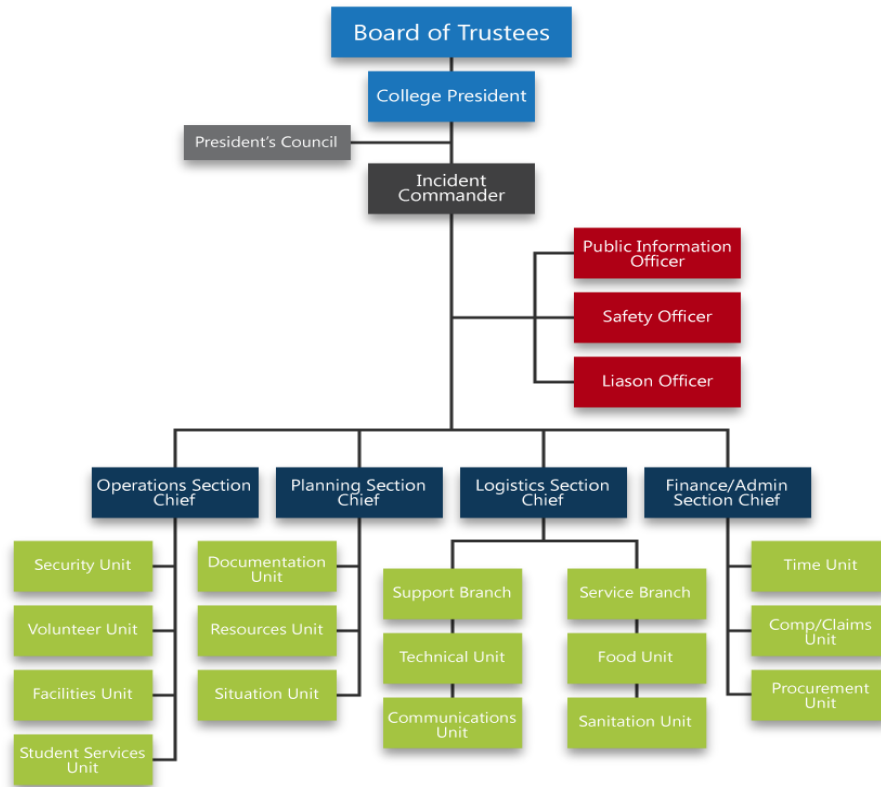 Board of Trustees
College President
President's Council
Incident
Commander
Public Information
Officer
Safety Officer
Liason Officer
Operations Section
Chief
Planning Section
Chief
Logistics Section
Chief
Finance/Admin
Section Chief
Security Unit
Volunteer Unit
Facilities Unit
Student Services
Unit
Documentation
Unit
Resources Unit
Situation Unit
Support Branch
Technical Unit
Communications
Unit
Service Branch
Food Unit
Sanitation Unit
Time Unit
Comp/Claims
Unit
Procurement
Unit